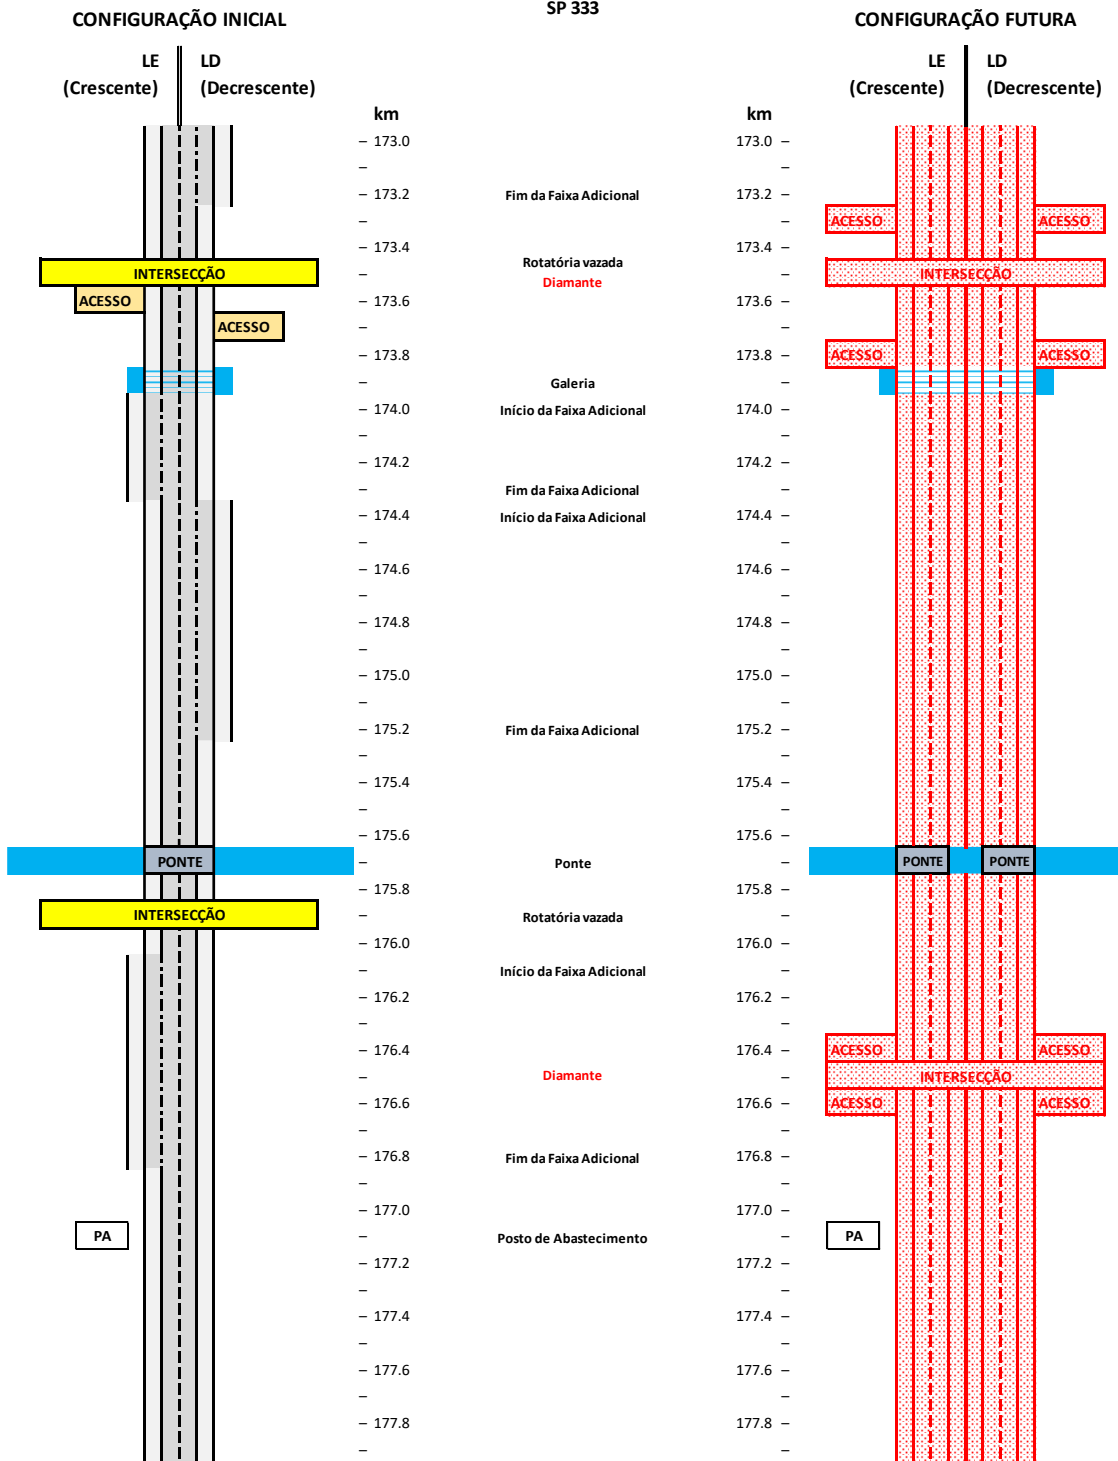 SP 333
CONFIGURAÇÃO INICIAL
CONFIGURAÇÃO FUTURA
LE LD
(Crescente) (Decrescente)
LE LD
(Crescente) (Decrescente)
km km
– 173.0 173.0 –
– –
– 173.2 Fim da Faixa Adicional 173.2 –
ACESSO ACESSO
– –
– 173.4 173.4 –
Rotatória vazada
INTERSECÇÃO – – INTERSECÇÃO
Diamante
ACESSO – 173.6 173.6 –
ACESSO – –
– 173.8 173.8 – ACESSO ACESSO
– Galeria –
– 174.0 Início da Faixa Adicional 174.0 –
– –
– 174.2 174.2 –
– Fim da Faixa Adicional –
– 174.4 Início da Faixa Adicional 174.4 –
– –
– 174.6 174.6 –
– –
– 174.8 174.8 –
– –
– 175.0 175.0 –
– –
– 175.2 Fim da Faixa Adicional 175.2 –
– –
– 175.4 175.4 –
– –
– 175.6 175.6 –
PONTE – Ponte – PONTE PONTE
– 175.8 175.8 –
INTERSECÇÃO – Rotatória vazada –
– 176.0 176.0 –
– Início da Faixa Adicional –
– 176.2 176.2 –
– –
– 176.4 176.4 – ACESSO ACESSO
– Diamante – INTERSECÇÃO
– 176.6 176.6 – ACESSO ACESSO
– –
– 176.8 Fim da Faixa Adicional 176.8 –
– –
– 177.0 177.0 –
PA – Posto de Abastecimento – PA
– 177.2 177.2 –
– –
– 177.4 177.4 –
– –
– 177.6 177.6 –
– –
– 177.8 177.8 –
– –